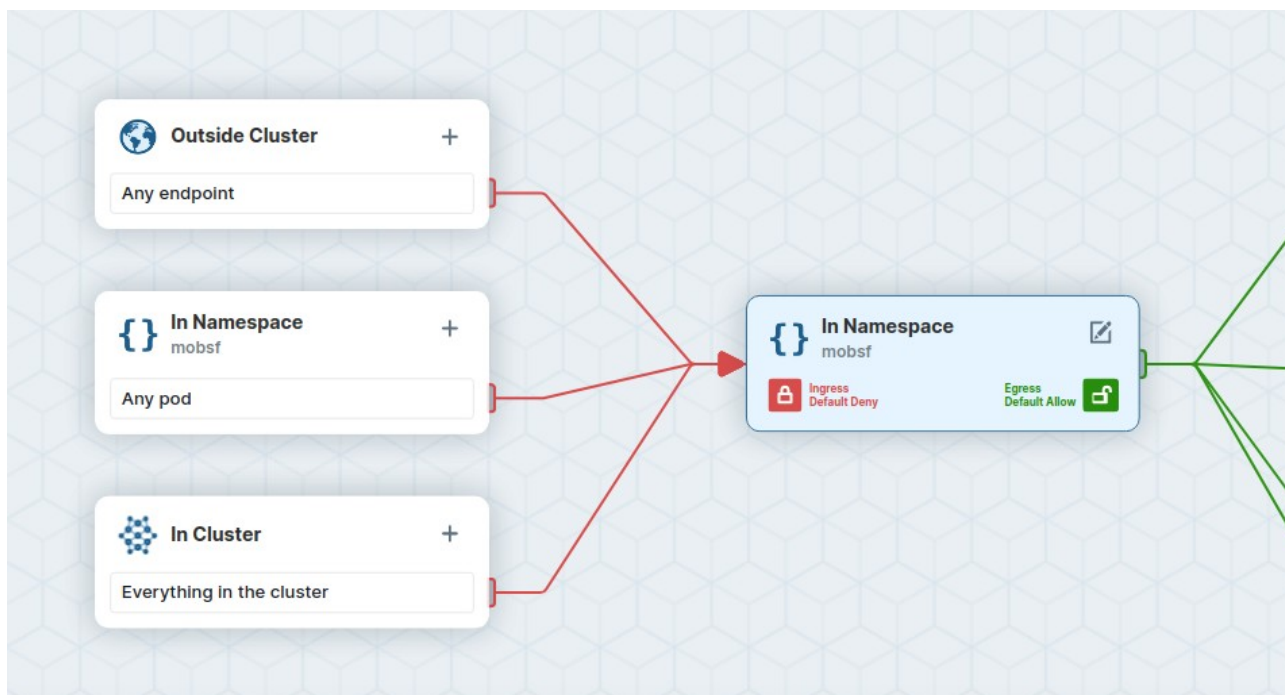 Outside Cluster
Any endpoint
In Namespace
mobsf
Any pod
In Cluster
Everything in the cluster
In Namespace
mobsf
Ingress
Default Deny
Egress
Default Allow